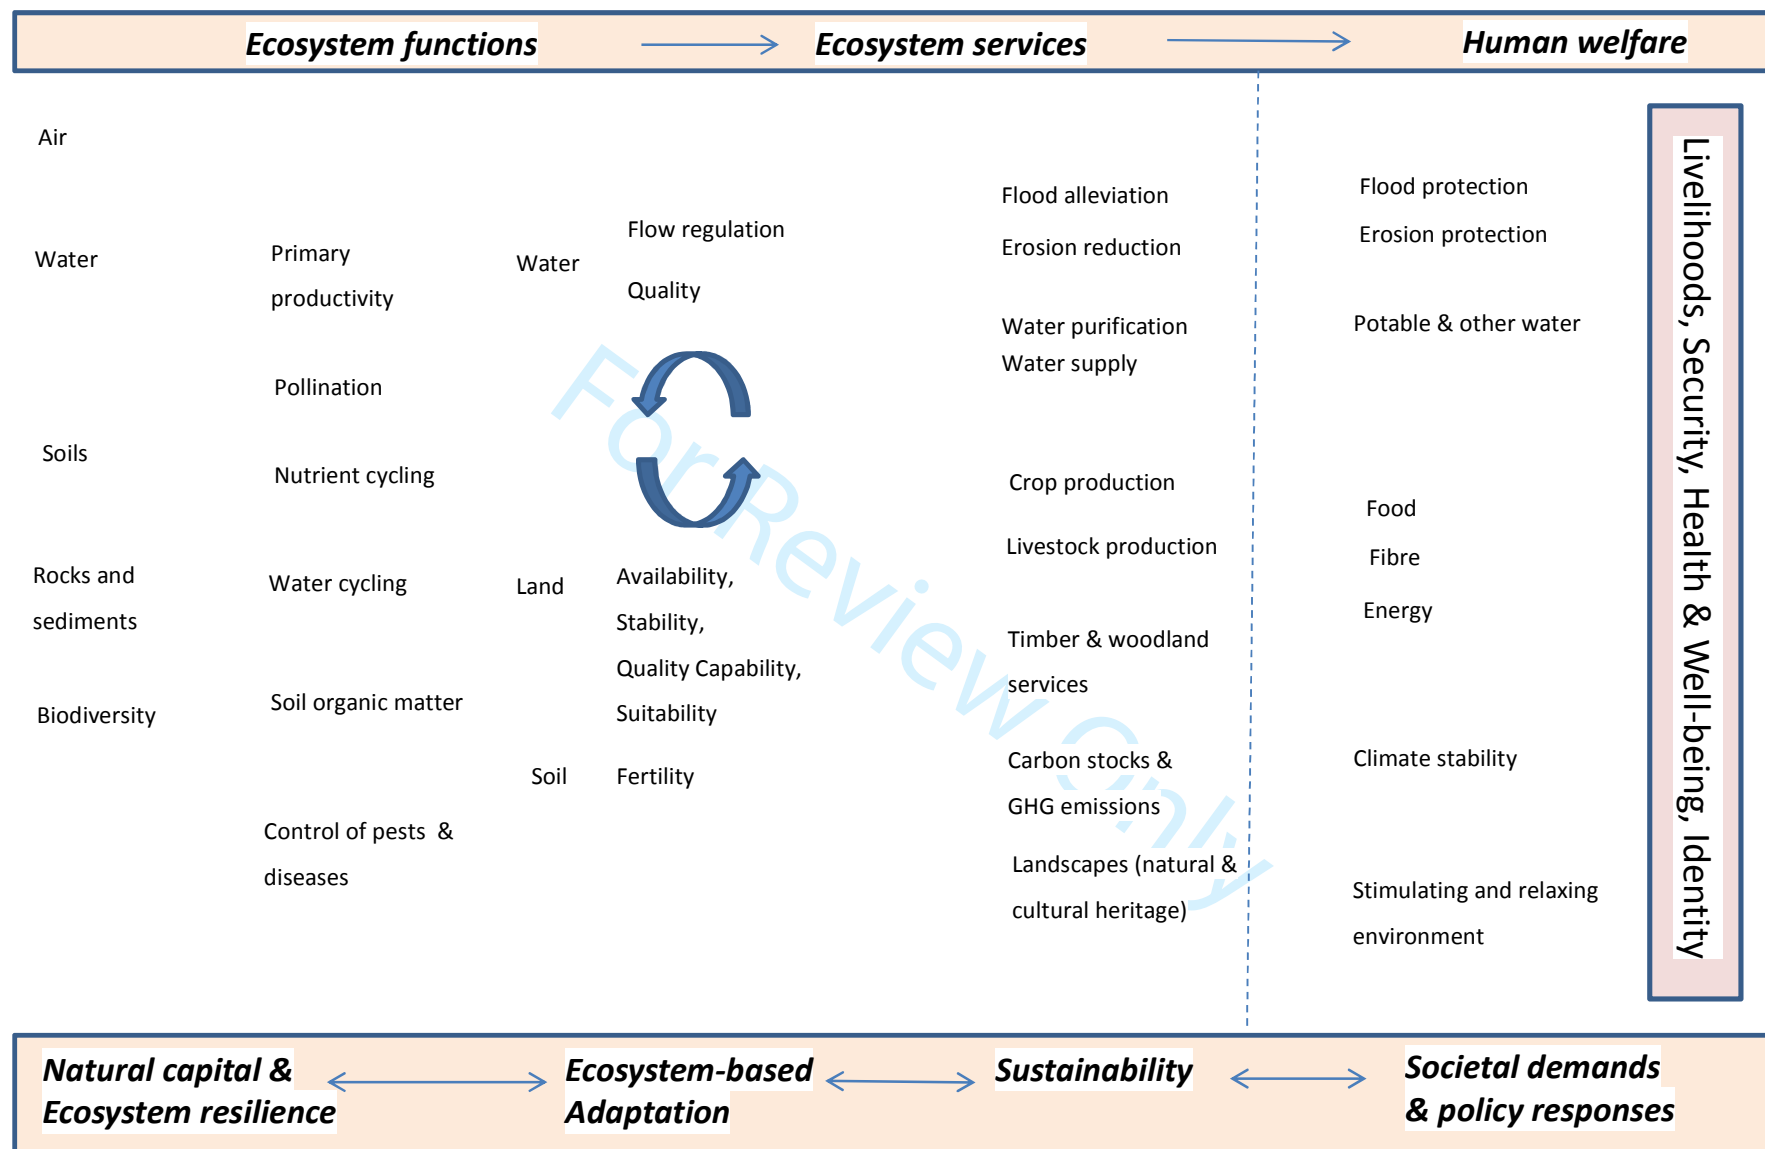 Ecosystem functions
Ecosystem services
Human welfare
Air
Water
Soils
Rocks and
sediments
Biodiversity
Primary
productivity
Pollination
Nutrient cycling
Water cycling
Soil organic matter
Control of pests &
diseases
Water
Flow regulation
Quality
Land
Availability,
Stability,
Quality Capability,
Suitability
Soil
Fertility
Flood alleviation
Erosion reduction
Water purification
Water supply
Crop production
Livestock production
Timber & woodland
services
Carbon stocks &
GHG emissions
Landscapes (natural &
cultural heritage)
Flood protection
Erosion protection
Potable & other water
Food
Fibre
Energy
Climate stability
Stimulating and relaxing
environment
Livelihoods, Security, Health & Well-being, Identity
For Review Only
Natural capital &
Ecosystem resilience
Ecosystem-based
Adaptation
Sustainability
Societal demands
& policy responses